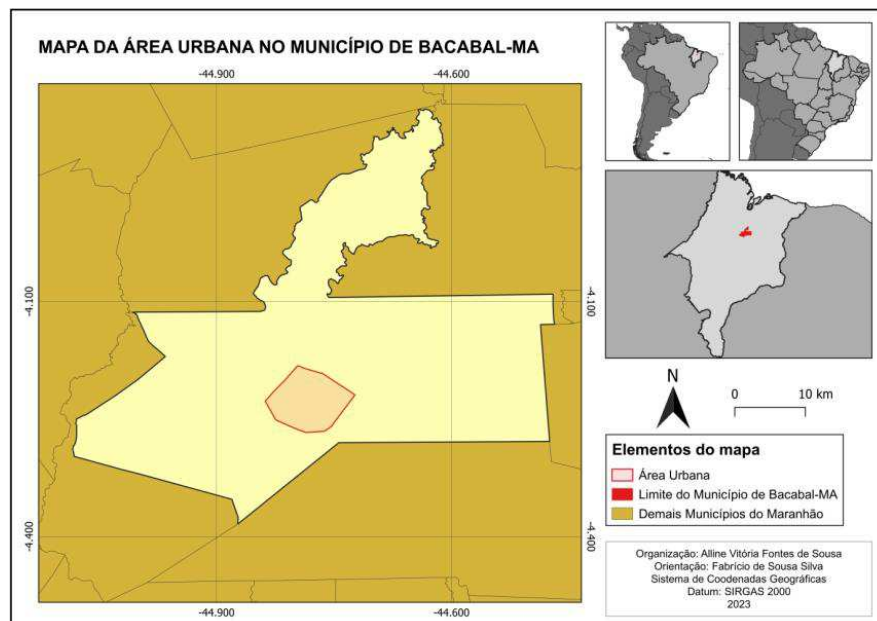 MAPA DA ÁREA URBANA NO MUNICÍPIO DE BACABAL-MA
-44.900
-44.600
-4.100
-4.100
-4.400
-4.400
-44.900
-44.600
N
0
10 km
Elementos do mapa
Área Urbana
Limite do Município de Bacabal-MA
Demais Municípios do Maranhão
Organização: Alline Vitória Fontes de Sousa
Orientação: Fabrício de Sousa Silva
Sistema de Coodenadas Geográficas
Datum: SIRGAS 2000
2023